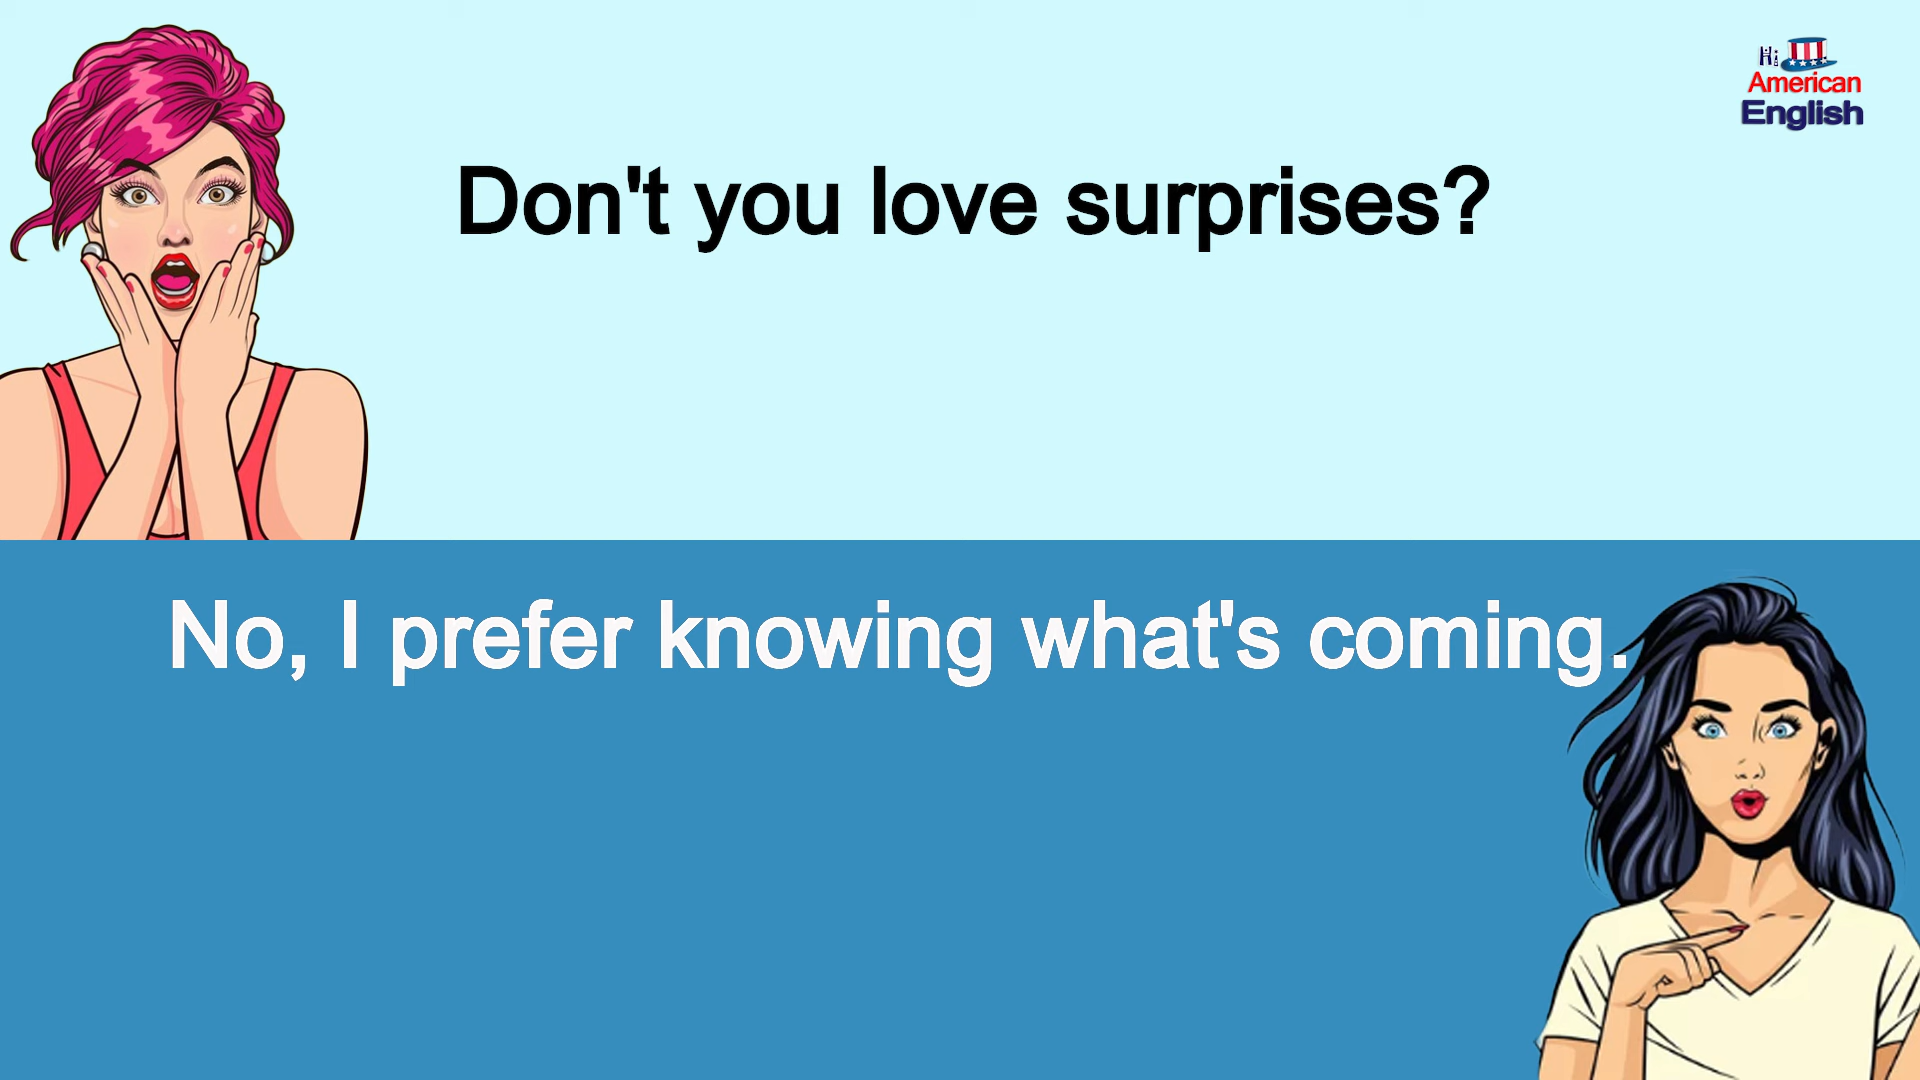 Hi
American
English
Don't you love surprises?
No, I prefer knowing what's coming.